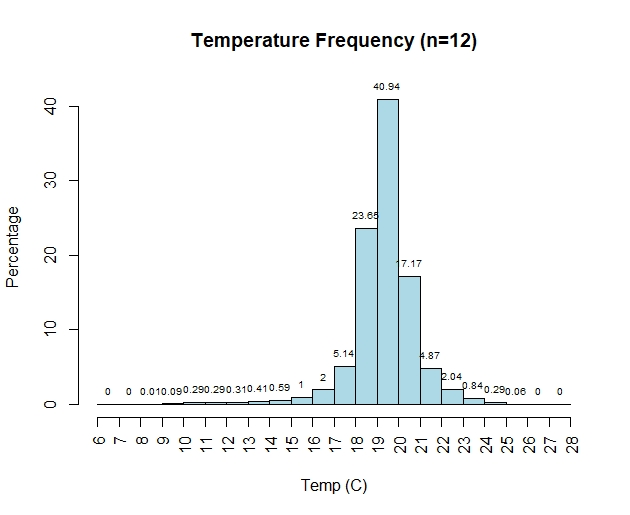 Temperature Frequency (n=12)
Percentage
40
30
20
10
0
0 0 0.01 0.09 0.29 0.29 0.31 0.41 0.59 1 2 5.14 23.65 40.94 17.17 4.87 2.04 0.84 0.29 0.06 0 0
6 7 8 9 10 11 12 13 14 15 16 17 18 19 20 21 22 23 24 25 26 27 28
Temp (C)